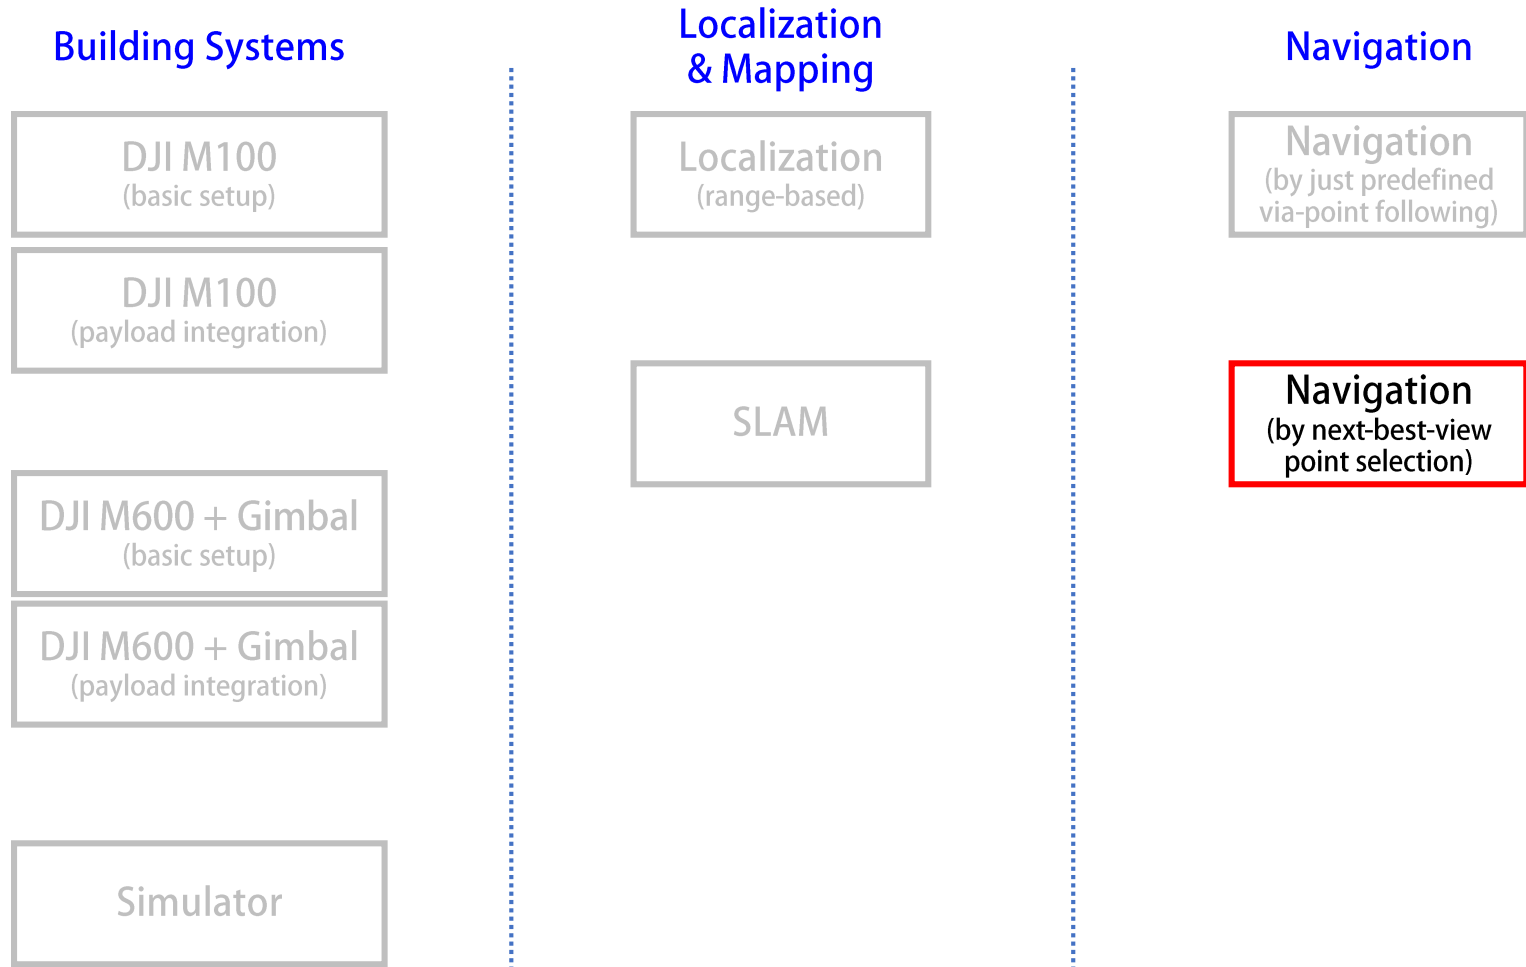 Building Systems
DJI M100
(basic setup)
DJI M100
(payload integration)
DJI M600 + Gimbal
(basic setup)
DJI M600 + Gimbal
(payload integration)
Simulator
Localization
& Mapping
Localization
(range-based)
SLAM
Navigation
Navigation
(by just predefined
via-point following)
Navigation
(by next-best-view
point selection)